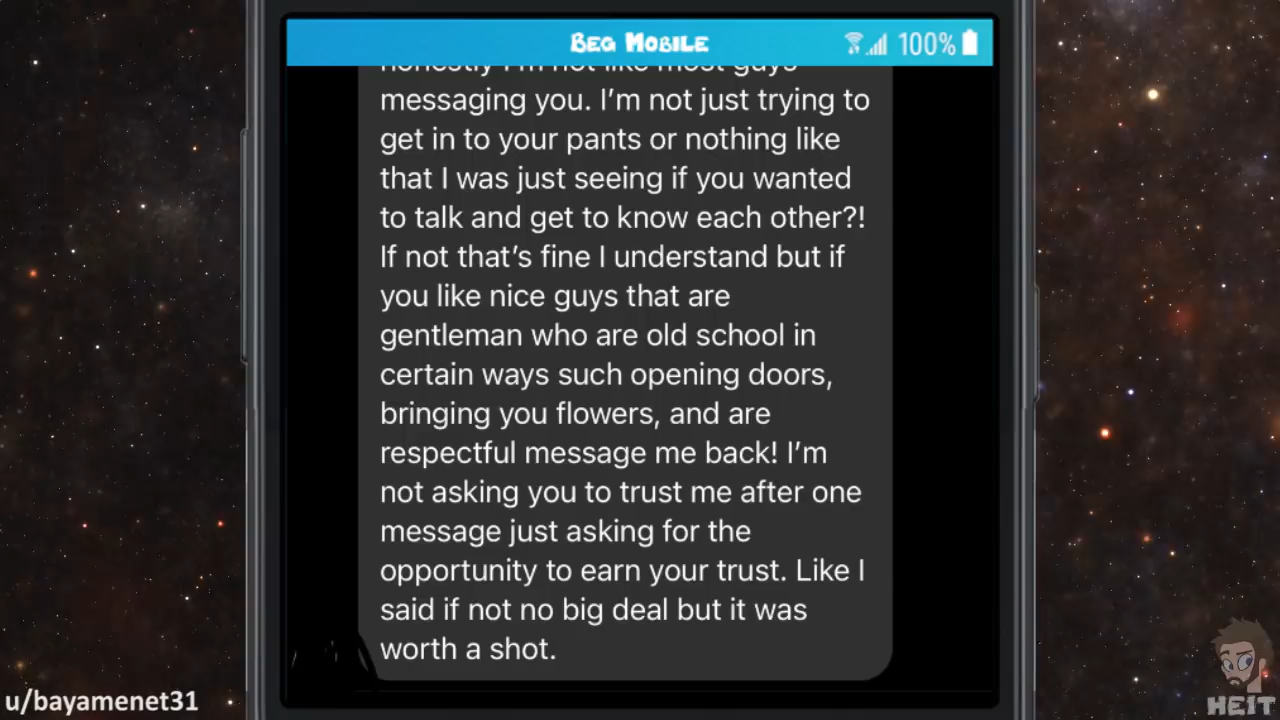 Beg Mobile
100%
honestly I'm not like most guys
messaging you. I'm not just trying to
get in to your pants or nothing like
that I was just seeing if you wanted
to talk and get to know each other?!
If not that's fine I understand but if
you like nice guys that are
gentleman who are old school in
certain ways such opening doors,
bringing you flowers, and are
respectful message me back! I'm
not asking you to trust me after one
message just asking for the
opportunity to earn your trust. Like I
said if not no big deal but it was
worth a shot.
u/bayamenet31
HEIT